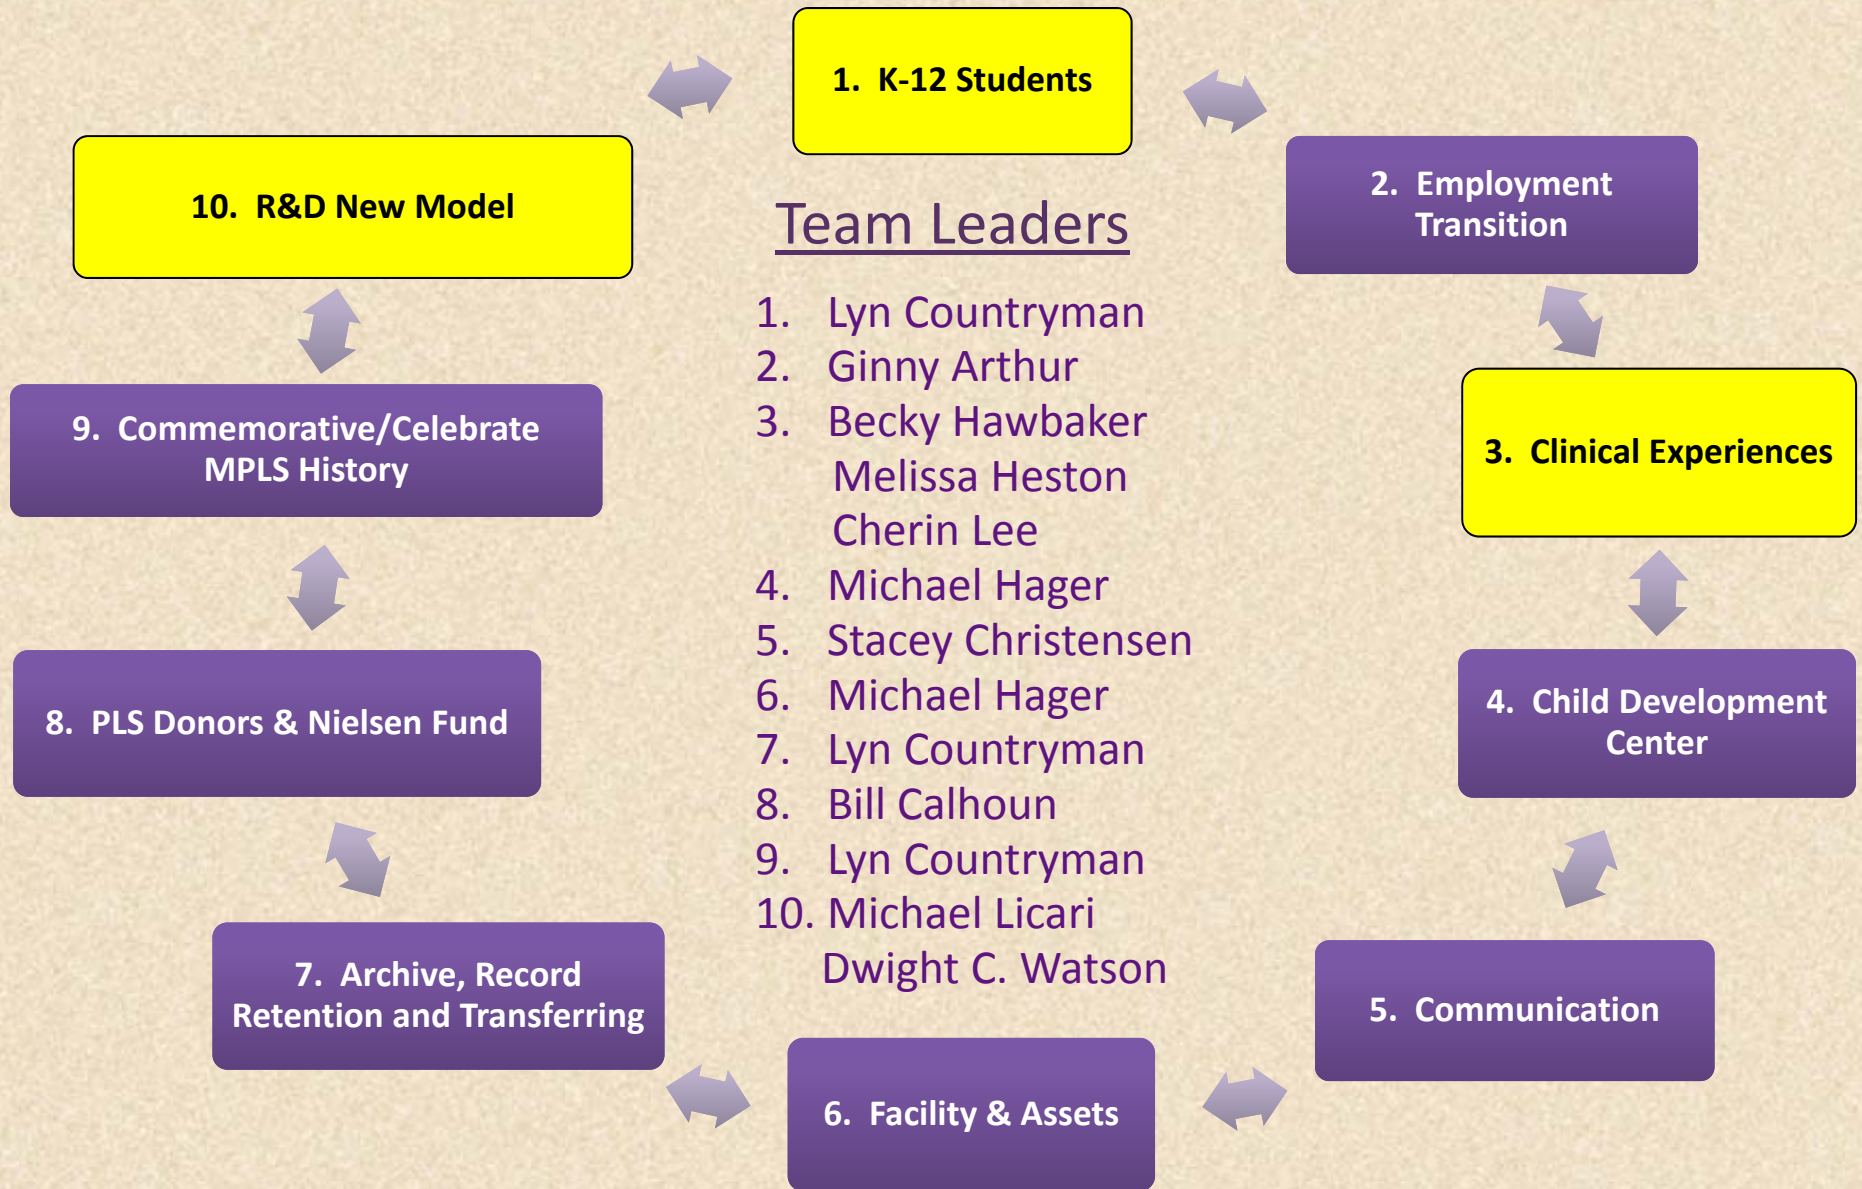 1. K-12 Students
2. Employment
Transition
3. Clinical Experiences
4. Child Development
Center
5. Communication
6. Facility & Assets
7. Archive, Record
Retention and Transferring
8. PLS Donors & Nielsen Fund
9. Commemorative/Celebrate
MPLS History
10. R&D New Model
Team Leaders
1. Lyn Countryman
2. Ginny Arthur
3. Becky Hawbaker
Melissa Heston
Cherin Lee
4. Michael Hager
5. Stacey Christensen
6. Michael Hager
7. Lyn Countryman
8. Bill Calhoun
9. Lyn Countryman
10. Michael Licari
Dwight C. Watson